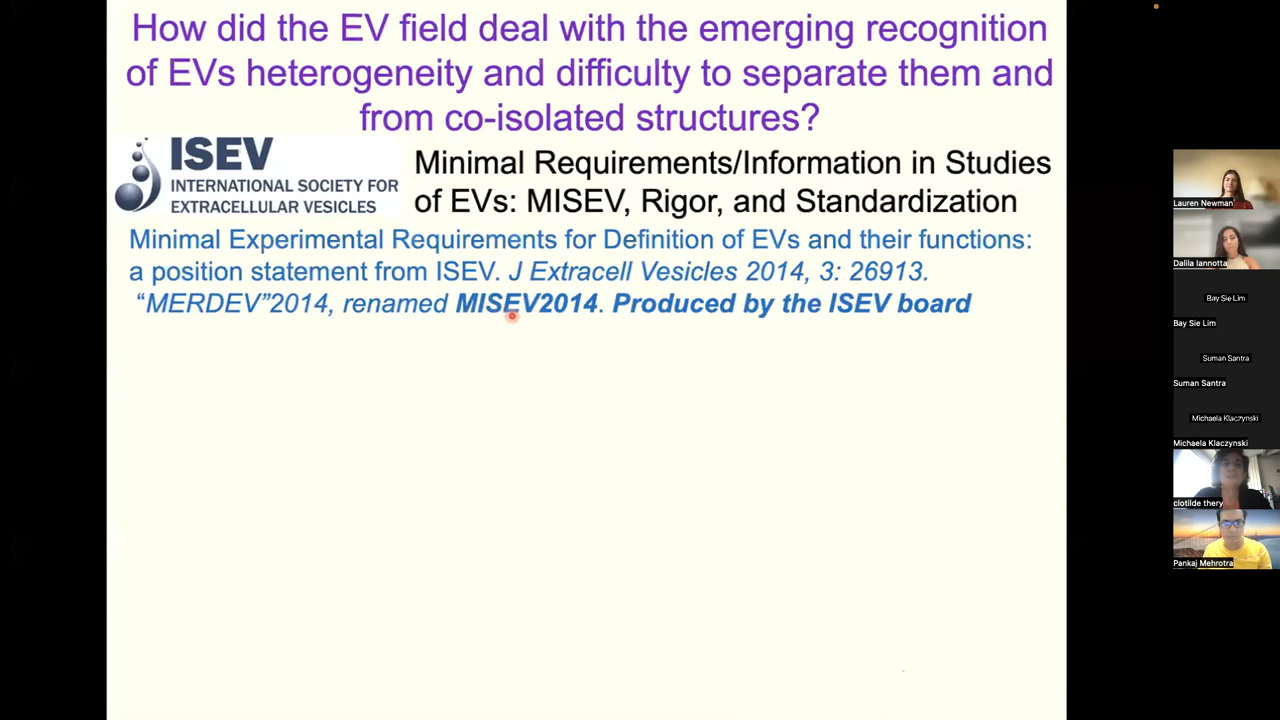 How did the EV field deal with the emerging recognition
of EVs heterogeneity and difficulty to separate them and
from co-isolated structures?
ISEV
INTERNATIONAL SOCIETY FOR
EXTRACELLULAR VESICLES
Minimal Requirements/Information in Studies
of EVs: MISEV, Rigor, and Standardization
Minimal Experimental Requirements for Definition of EVs and their functions:
a position statement from ISEV. J Extracell Vesicles 2014, 3: 26913.
“MERDEV”2014, renamed MISEV2014. Produced by the ISEV board
Lauren Newman
Dalila Iannotta
Bay Sie Lim
Bay Sie Lim
Suman Santra
Suman Santra
Michaela Klaczynski
Michaela Klaczynski
clotilde thery
Pankaj Mehrotra